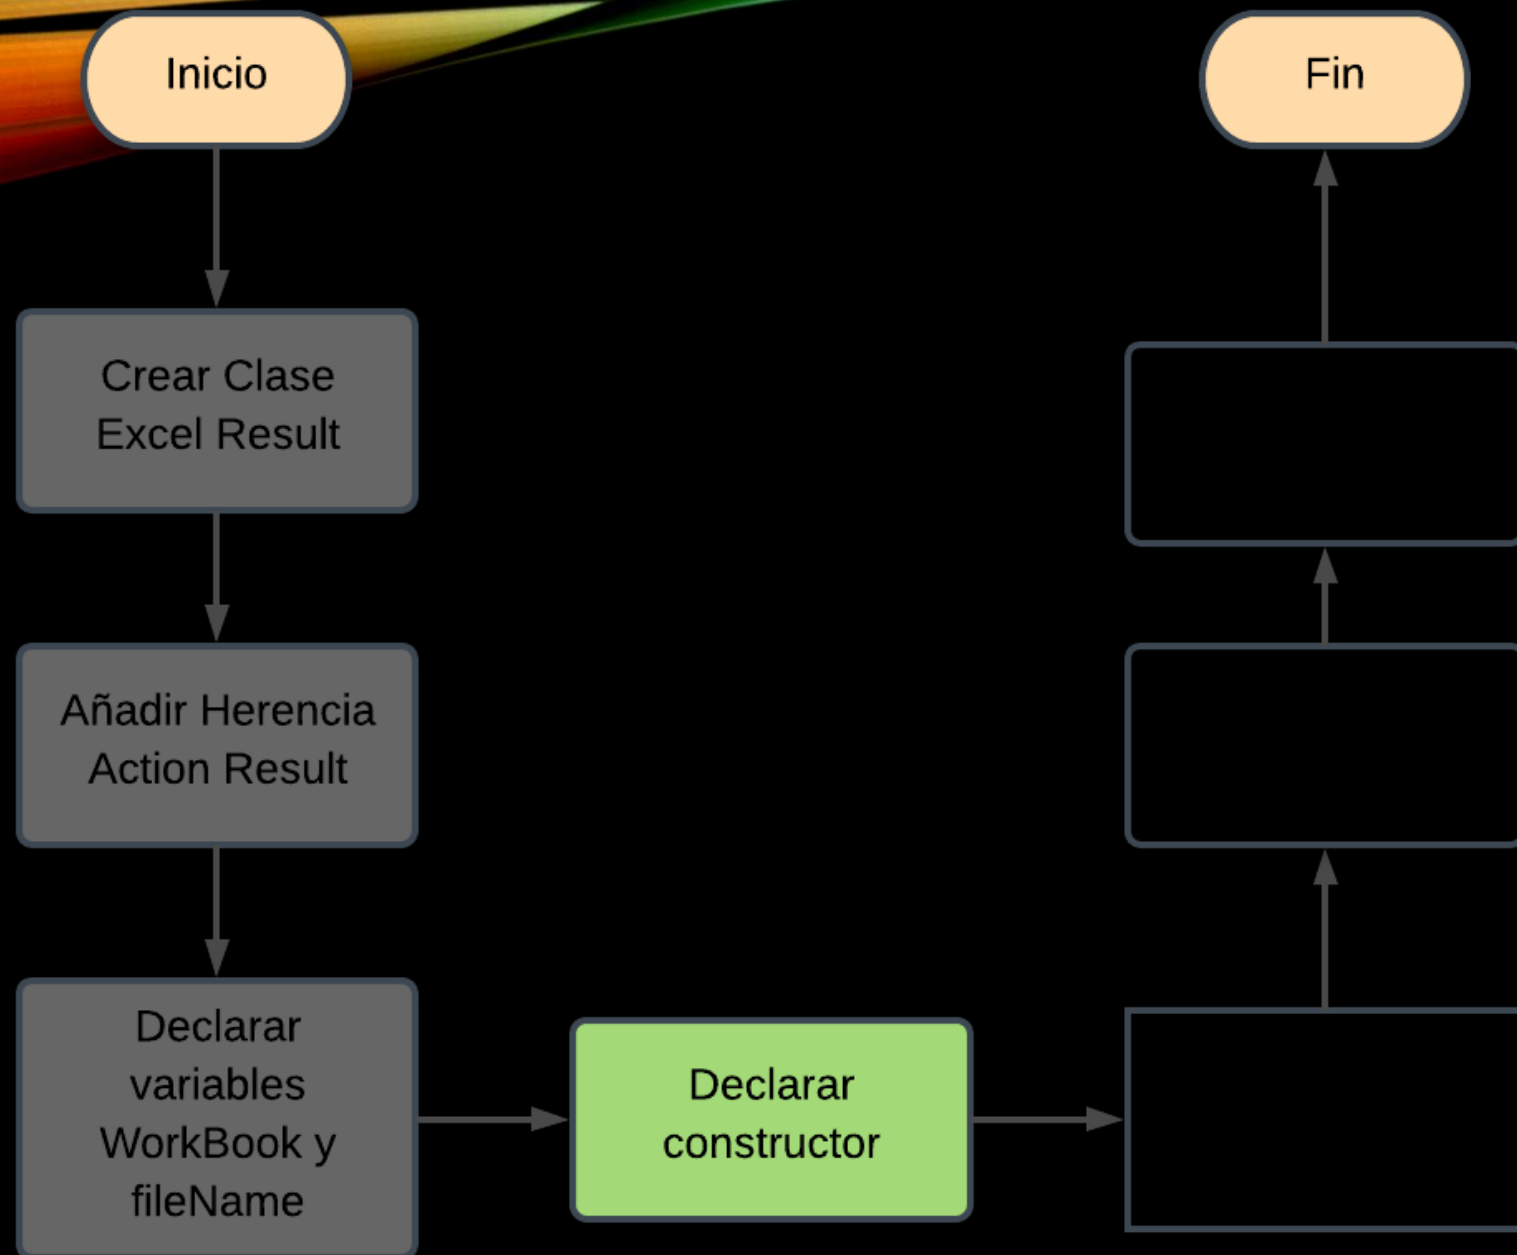 Inicio
Crear Clase
Excel Result
Añadir Herencia
Action Result
Declarar
variables
WorkBook y
fileName
Declarar
constructor
Fin